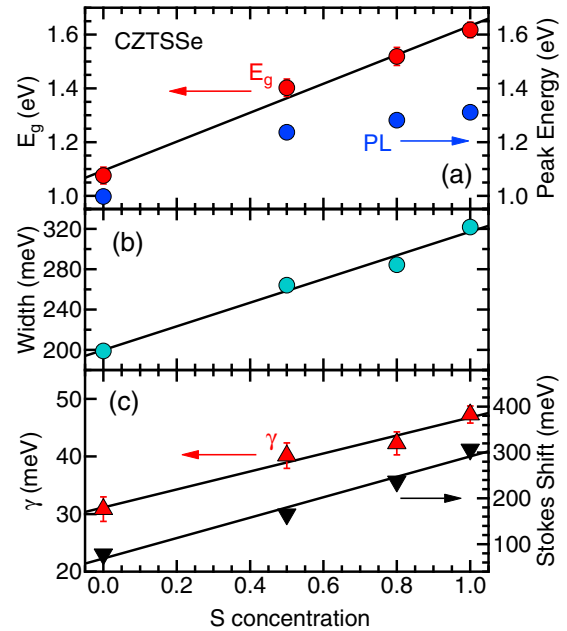 CZTSSe
E_g
PL
(a)
1.6
1.4
1.2
1.0
E_g (eV)
1.6
1.4
1.2
1.0
Peak Energy (eV)
(b)
320
280
240
200
Width (meV)
(c)
γ
50
40
30
20
γ (meV)
400
300
200
100
Stokes Shift (meV)
0.0 0.2 0.4 0.6 0.8 1.0
S concentration